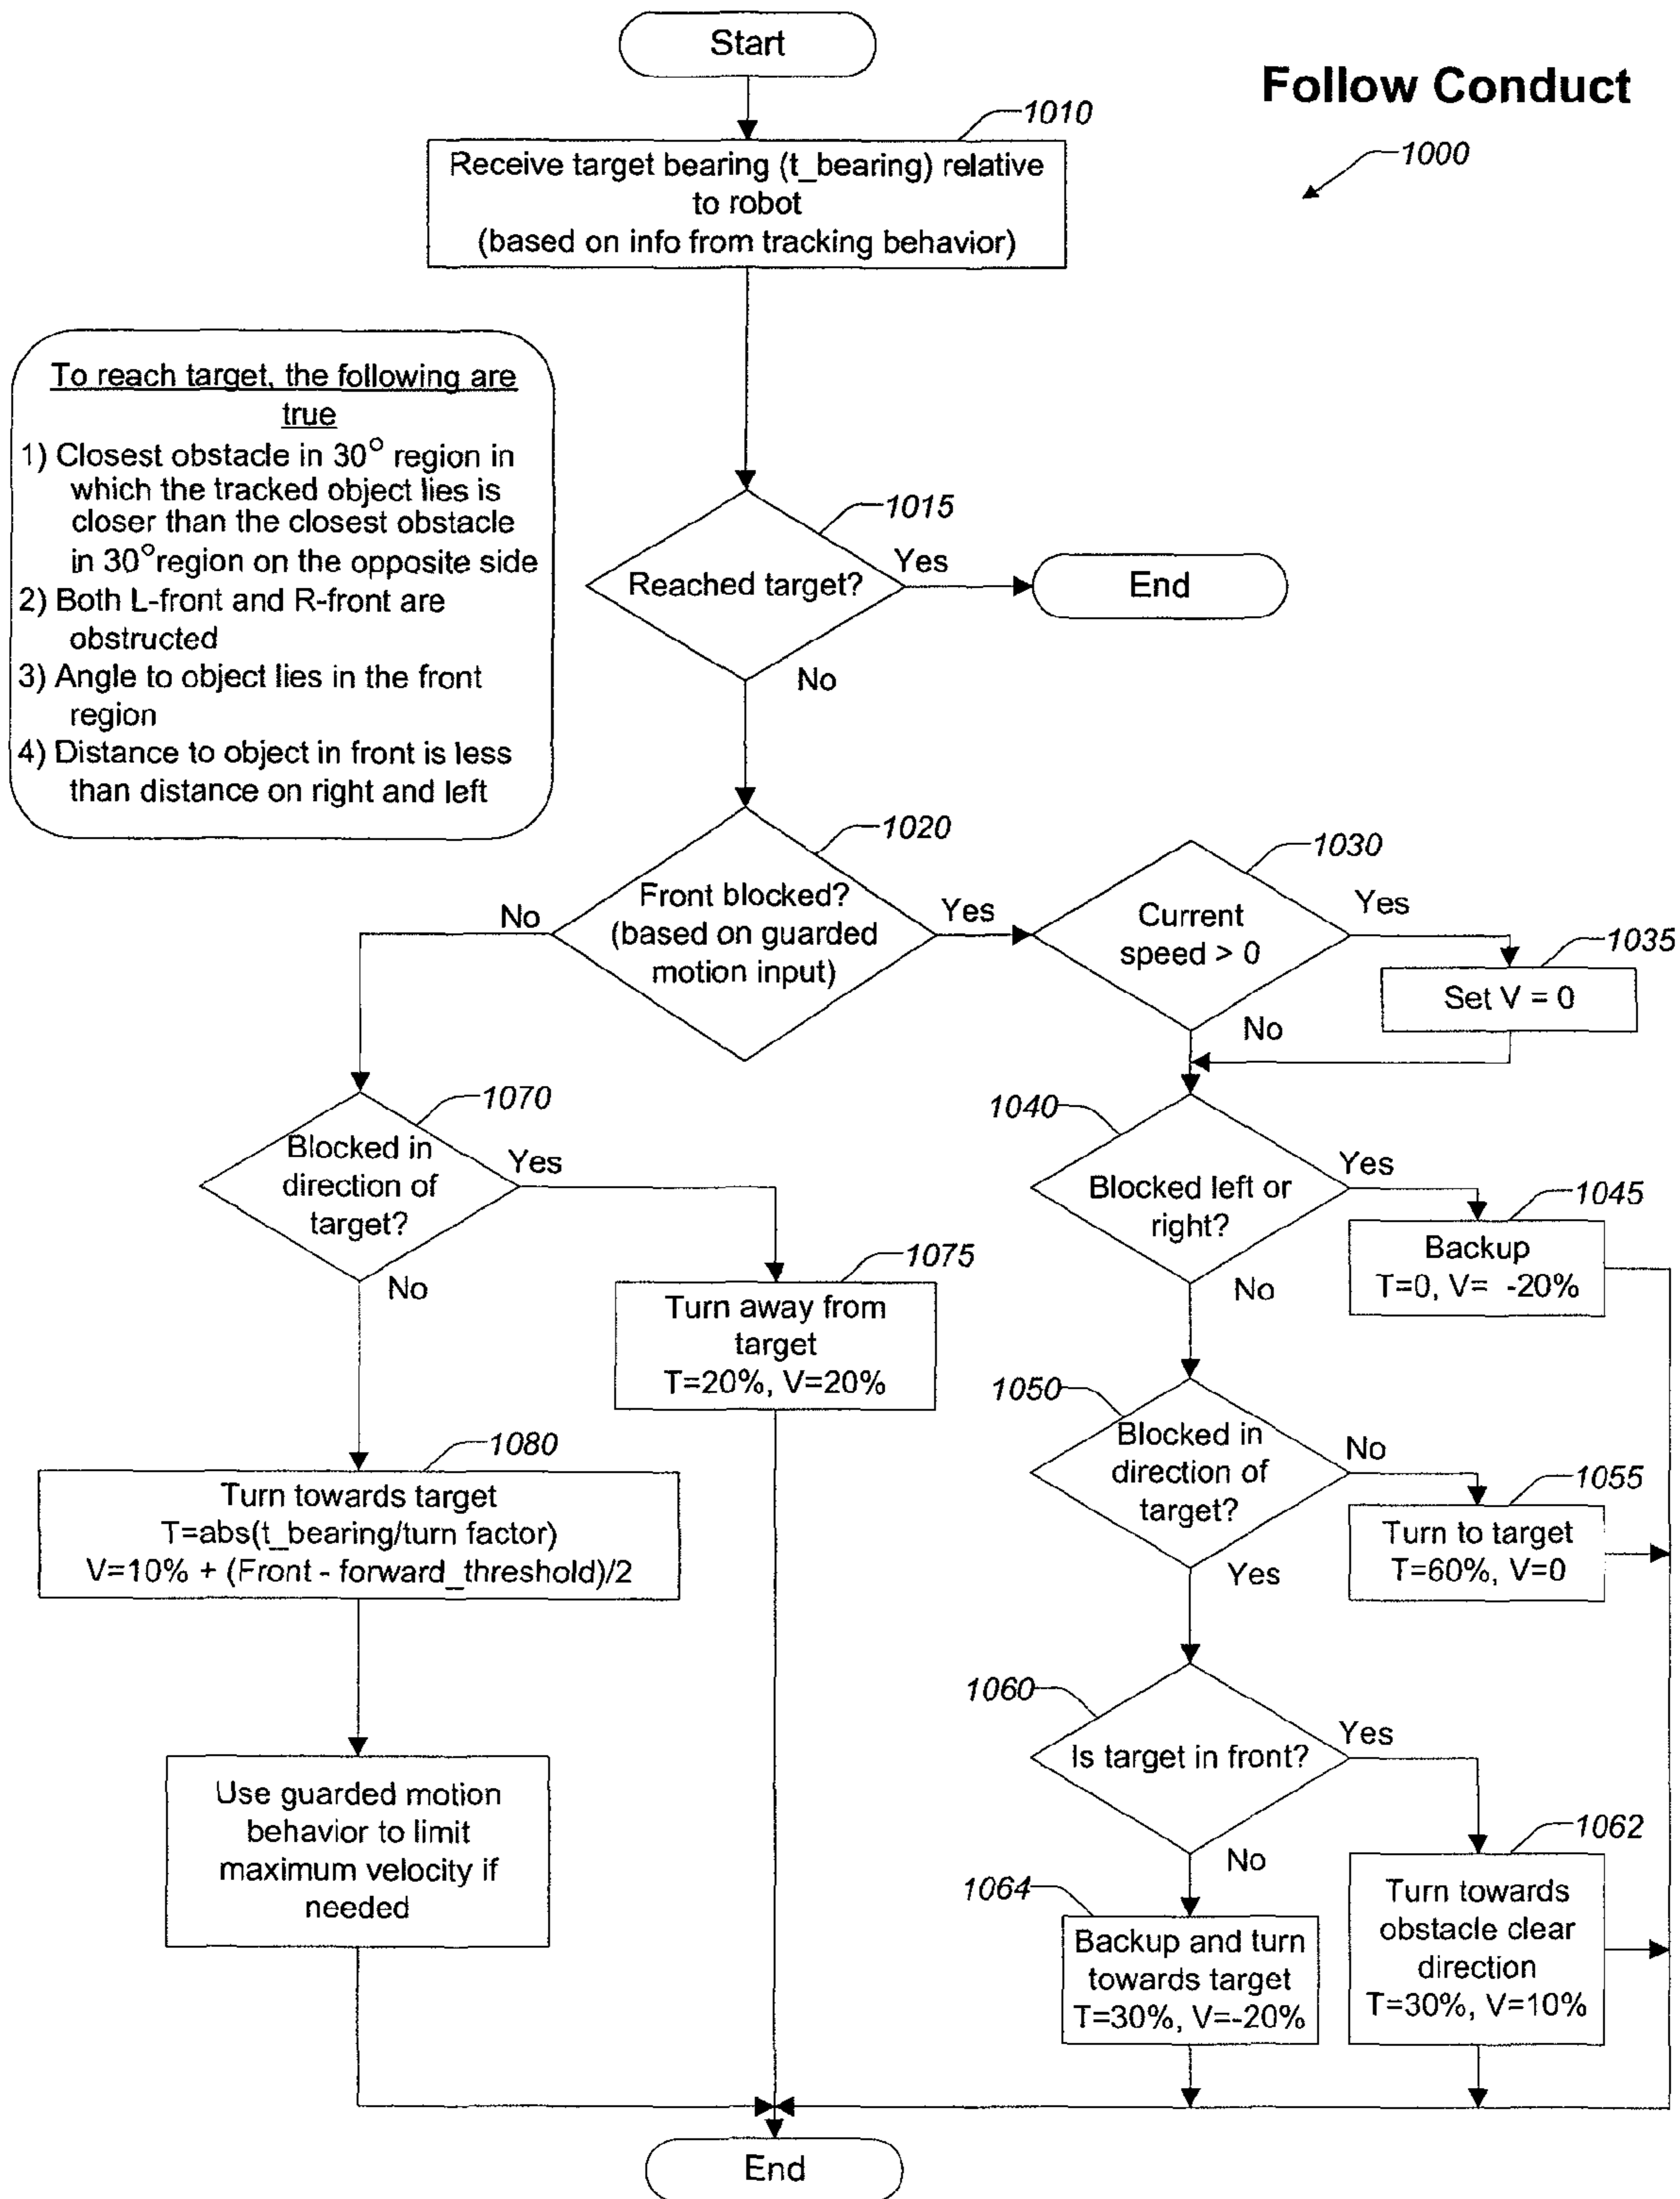 Start
Follow Conduct
1000
1010
Receive target bearing (t_bearing) relative
to robot
(based on info from tracking behavior)
To reach target, the following are
true
1) Closest obstacle in 30° region in
which the tracked object lies is
closer than the closest obstacle
in 30°region on the opposite side
2) Both L-front and R-front are
obstructed
3) Angle to object lies in the front
region
4) Distance to object in front is less
than distance on right and left
1015
Reached target?
Yes
End
No
1020
Front blocked?
(based on guarded
motion input)
No
Yes
1030
Current
speed > 0
Yes
1035
Set V = 0
No
1070
Blocked in
direction of
target?
Yes
No
1075
Turn away from
target
T=20%, V=20%
1080
Turn towards target
T=abs(t_bearing/turn factor)
V=10% + (Front - forward_threshold)/2
Use guarded motion
behavior to limit
maximum velocity if
needed
1040
Blocked left or
right?
Yes
1045
Backup
T=0, V= -20%
No
1050
Blocked in
direction of
target?
No
1055
Turn to target
T=60%, V=0
Yes
1060
Is target in front?
Yes
1062
Turn towards
obstacle clear
direction
T=30%, V=10%
No
1064
Backup and turn
towards target
T=30%, V=-20%
End